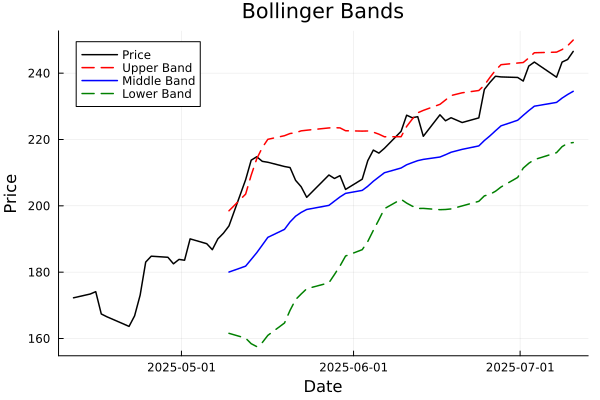 Bollinger Bands
Price
Upper Band
Middle Band
Lower Band
Price
240
220
200
180
160
2025-05-01
2025-06-01
2025-07-01
Date